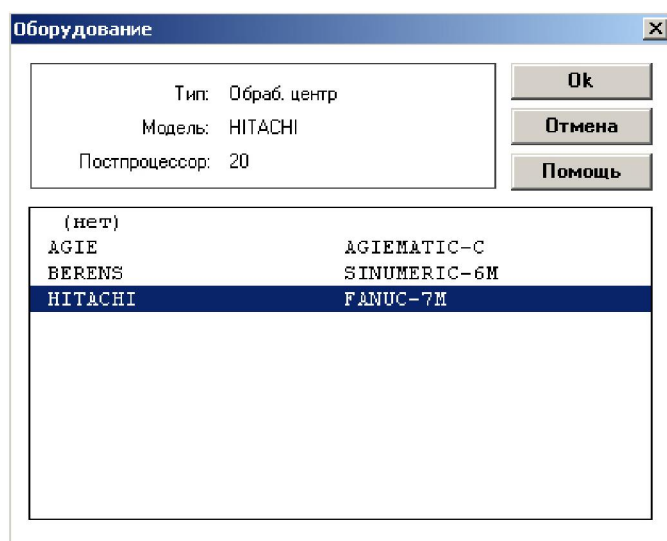 Оборудование
Тип: Обраб. центр
Модель: HITACHI
Постпроцессор: 20
Ok
Отмена
Помощь
(нет)
AGIE AGIEMATIC-C
BERENS SINUMERIC-6M
HITACHI FANUC-7M